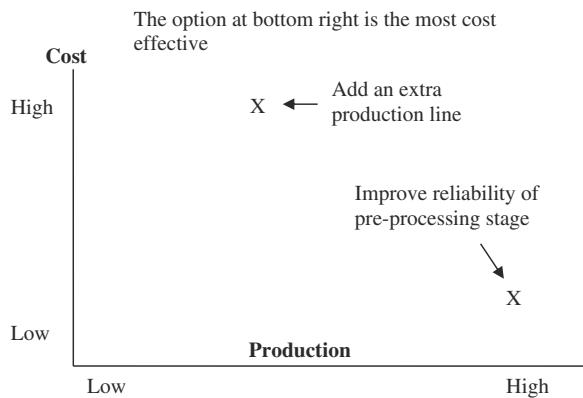 The option at bottom right is the most cost
effective
Cost
High
X
Add an extra
production line
Improve reliability of
pre-processing stage
X
Low
Production
Low
High